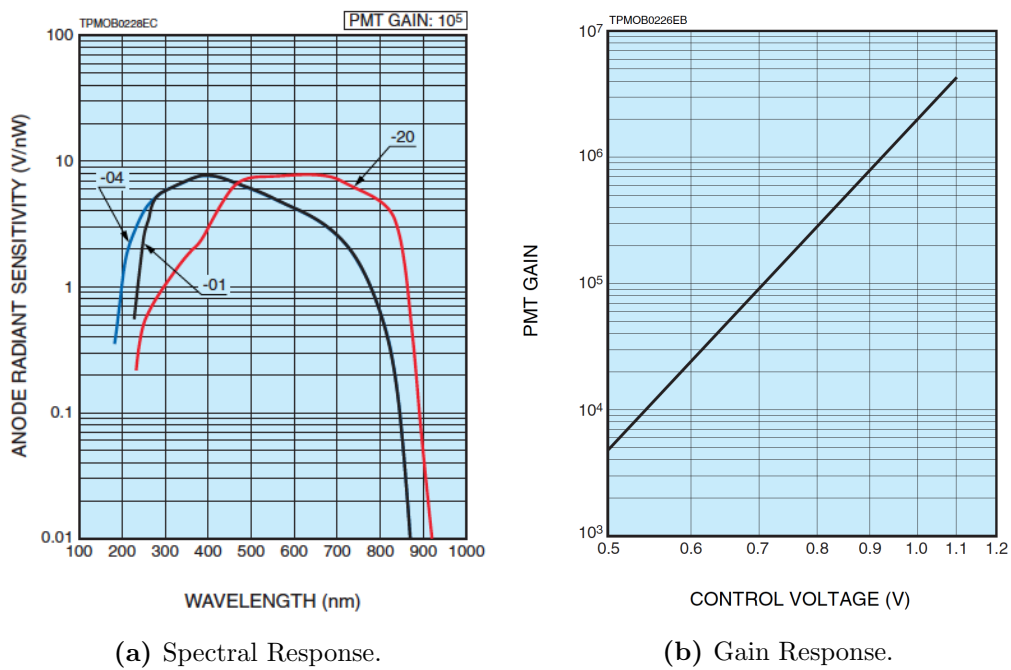 TPMOB0228EC
PMT GAIN: 10⁵
ANODE RADIANT SENSITIVITY (V/nW)
100
10
1
0.1
0.01
-04
-01
-20
100 200 300 400 500 600 700 800 900 1000
WAVELENGTH (nm)
(a) Spectral Response.
TPMOB0226EB
PMT GAIN
10⁷
10⁶
10⁵
10⁴
10³
0.5 0.6 0.7 0.8 0.9 1.0 1.1 1.2
CONTROL VOLTAGE (V)
(b) Gain Response.